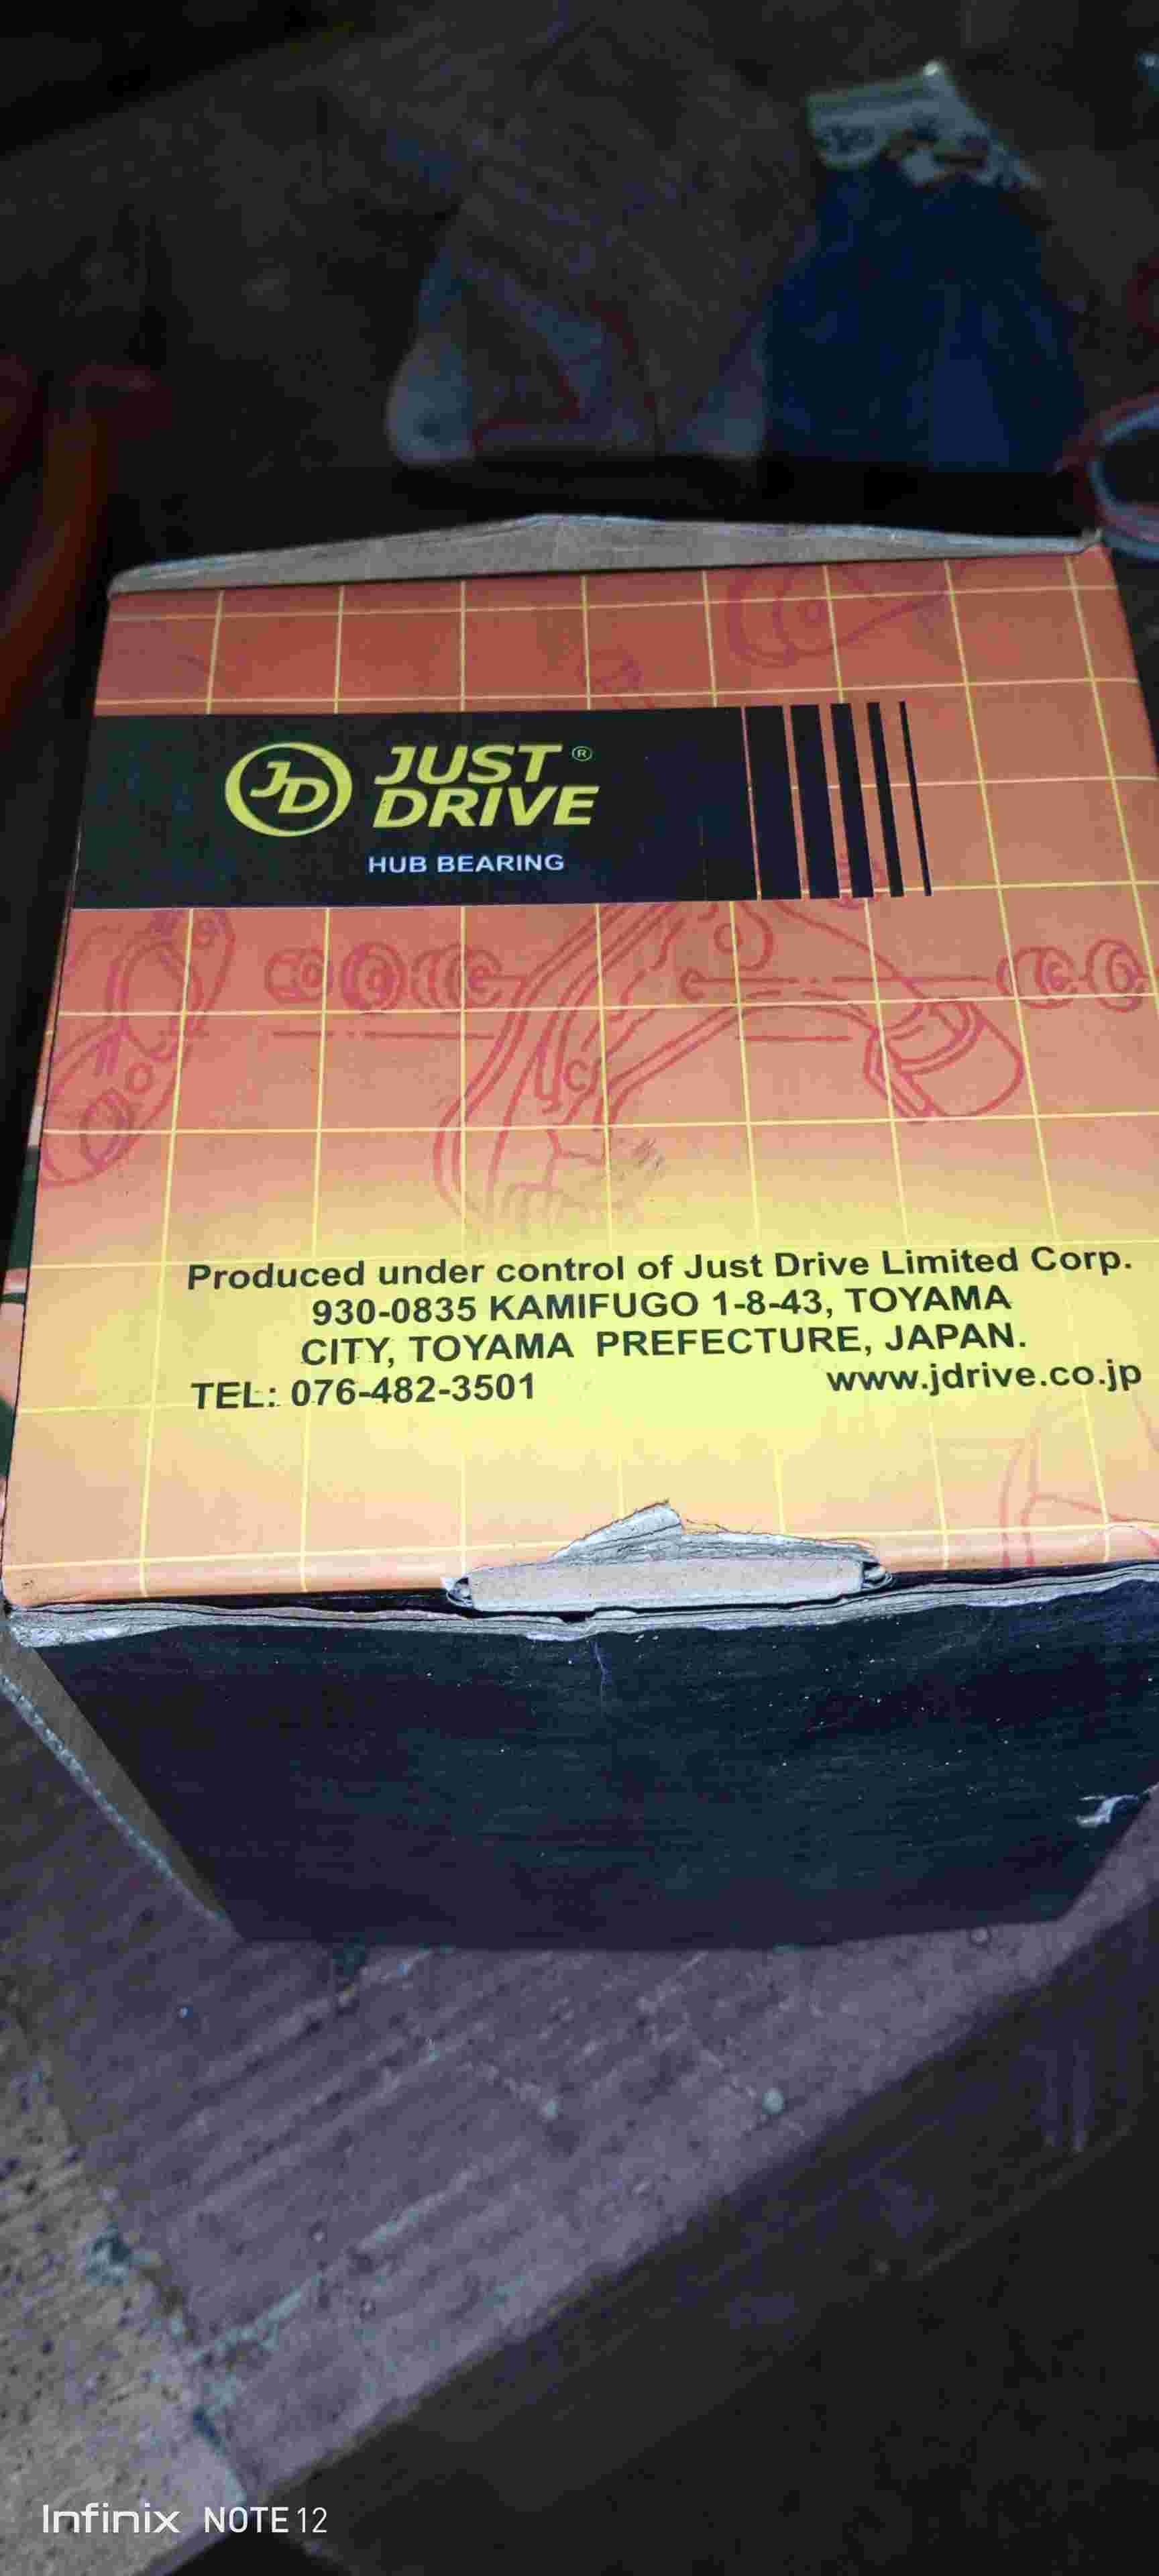 JD JUST DRIVE ®
HUB BEARING
Produced under control of Just Drive Limited Corp.
930-0835 KAMIFUGO 1-8-43, TOYAMA
CITY, TOYAMA PREFECTURE, JAPAN.
TEL: 076-482-3501 www.jdrive.co.jp
Infinix NOTE 12